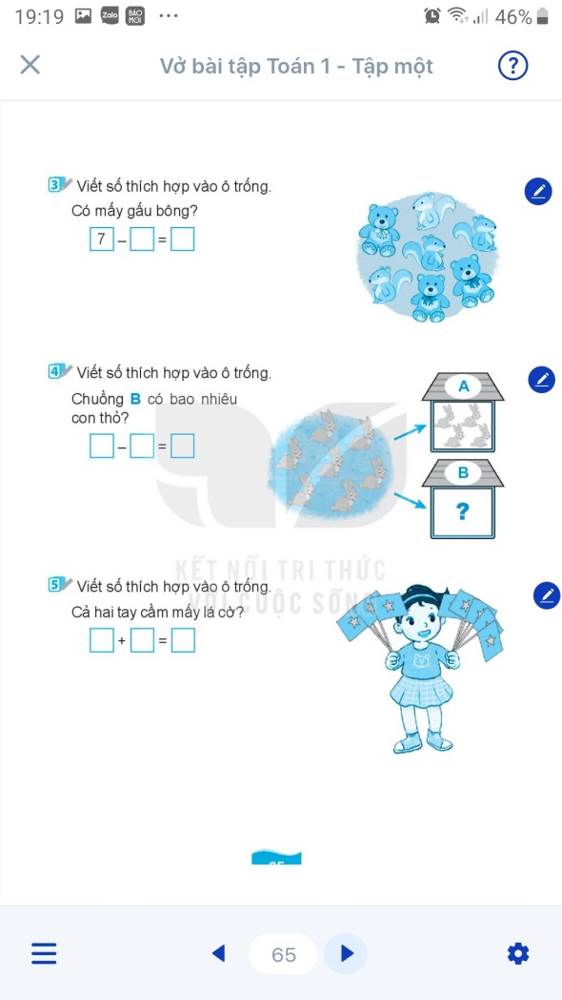 19:19 Zalo BÁO MỚI ... 46%
Vở bài tập Toán 1 - Tập một ?
3 Viết số thích hợp vào ô trống.
Có mấy gấu bông?
7 - =
4 Viết số thích hợp vào ô trống.
Chuồng B có bao nhiêu
con thỏ?
- =
A
B
?
KẾT NỐI TRI THỨC
VỚI CUỘC SỐNG
5 Viết số thích hợp vào ô trống.
Cả hai tay cầm mấy lá cờ?
+ =
65